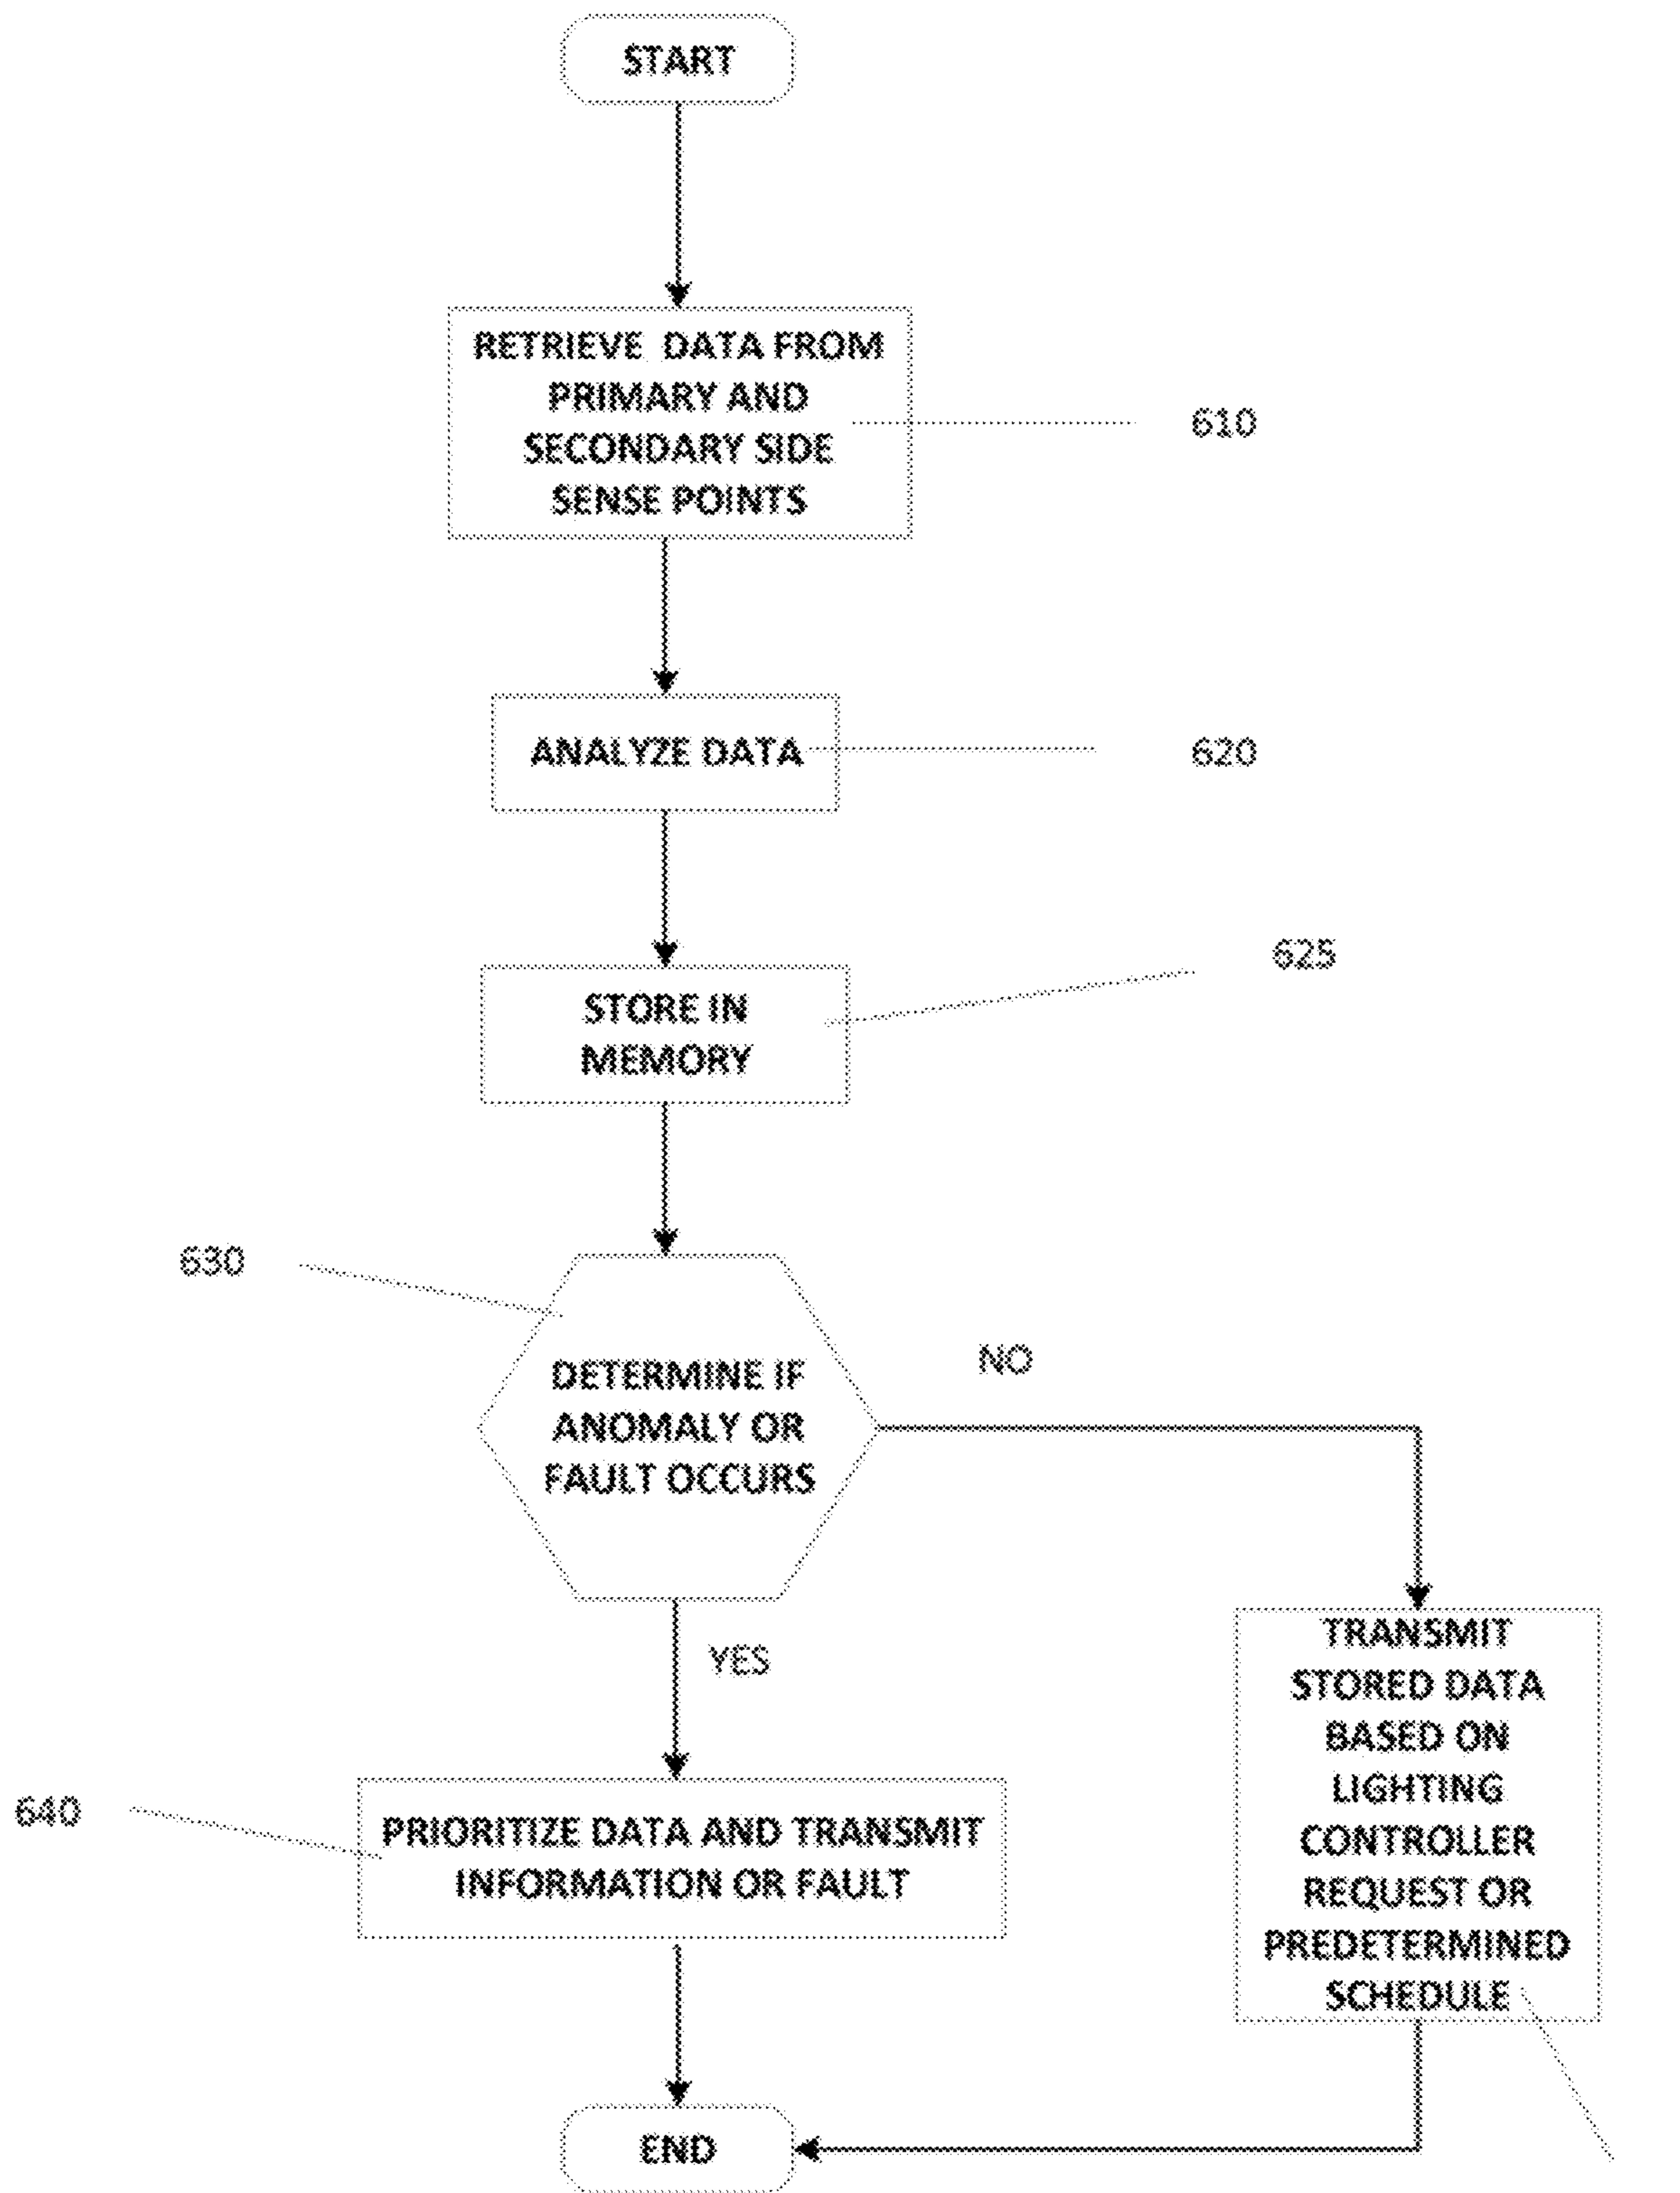 START
RETRIEVE DATA FROM
PRIMARY AND
SECONDARY SIDE
SENSE POINTS
610
ANALYZE DATA
620
STORE IN
MEMORY
625
630
DETERMINE IF
ANOMALY OR
FAULT OCCURS
NO
YES
TRANSMIT
STORED DATA
BASED ON
LIGHTING
CONTROLLER
REQUEST OR
PREDETERMINED
SCHEDULE
640
PRIORITIZE DATA AND TRANSMIT
INFORMATION OR FAULT
END